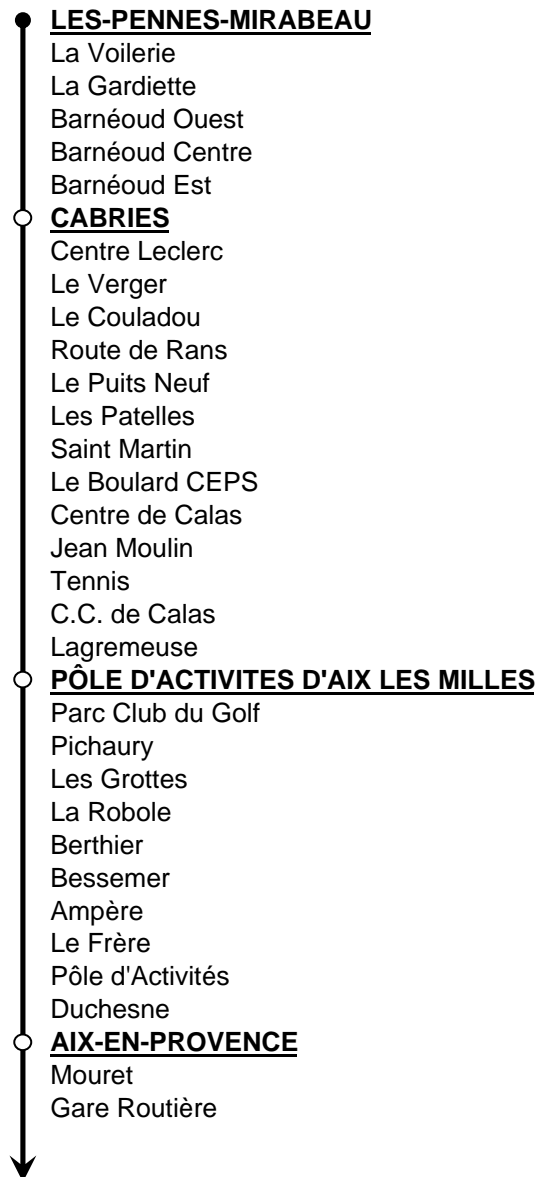 LES-PENNES-MIRABEAU
La Voilerie
La Gardiette
Barnéoud Ouest
Barnéoud Centre
Barnéoud Est
CABRIES
Centre Leclerc
Le Verger
Le Couladou
Route de Rans
Le Puits Neuf
Les Patelles
Saint Martin
Le Boulard CEPS
Centre de Calas
Jean Moulin
Tennis
C.C. de Calas
Lagremeuse
PÔLE D'ACTIVITES D'AIX LES MILLES
Parc Club du Golf
Pichaury
Les Grottes
La Robole
Berthier
Bessemer
Ampère
Le Frère
Pôle d'Activités
Duchesne
AIX-EN-PROVENCE
Mouret
Gare Routière